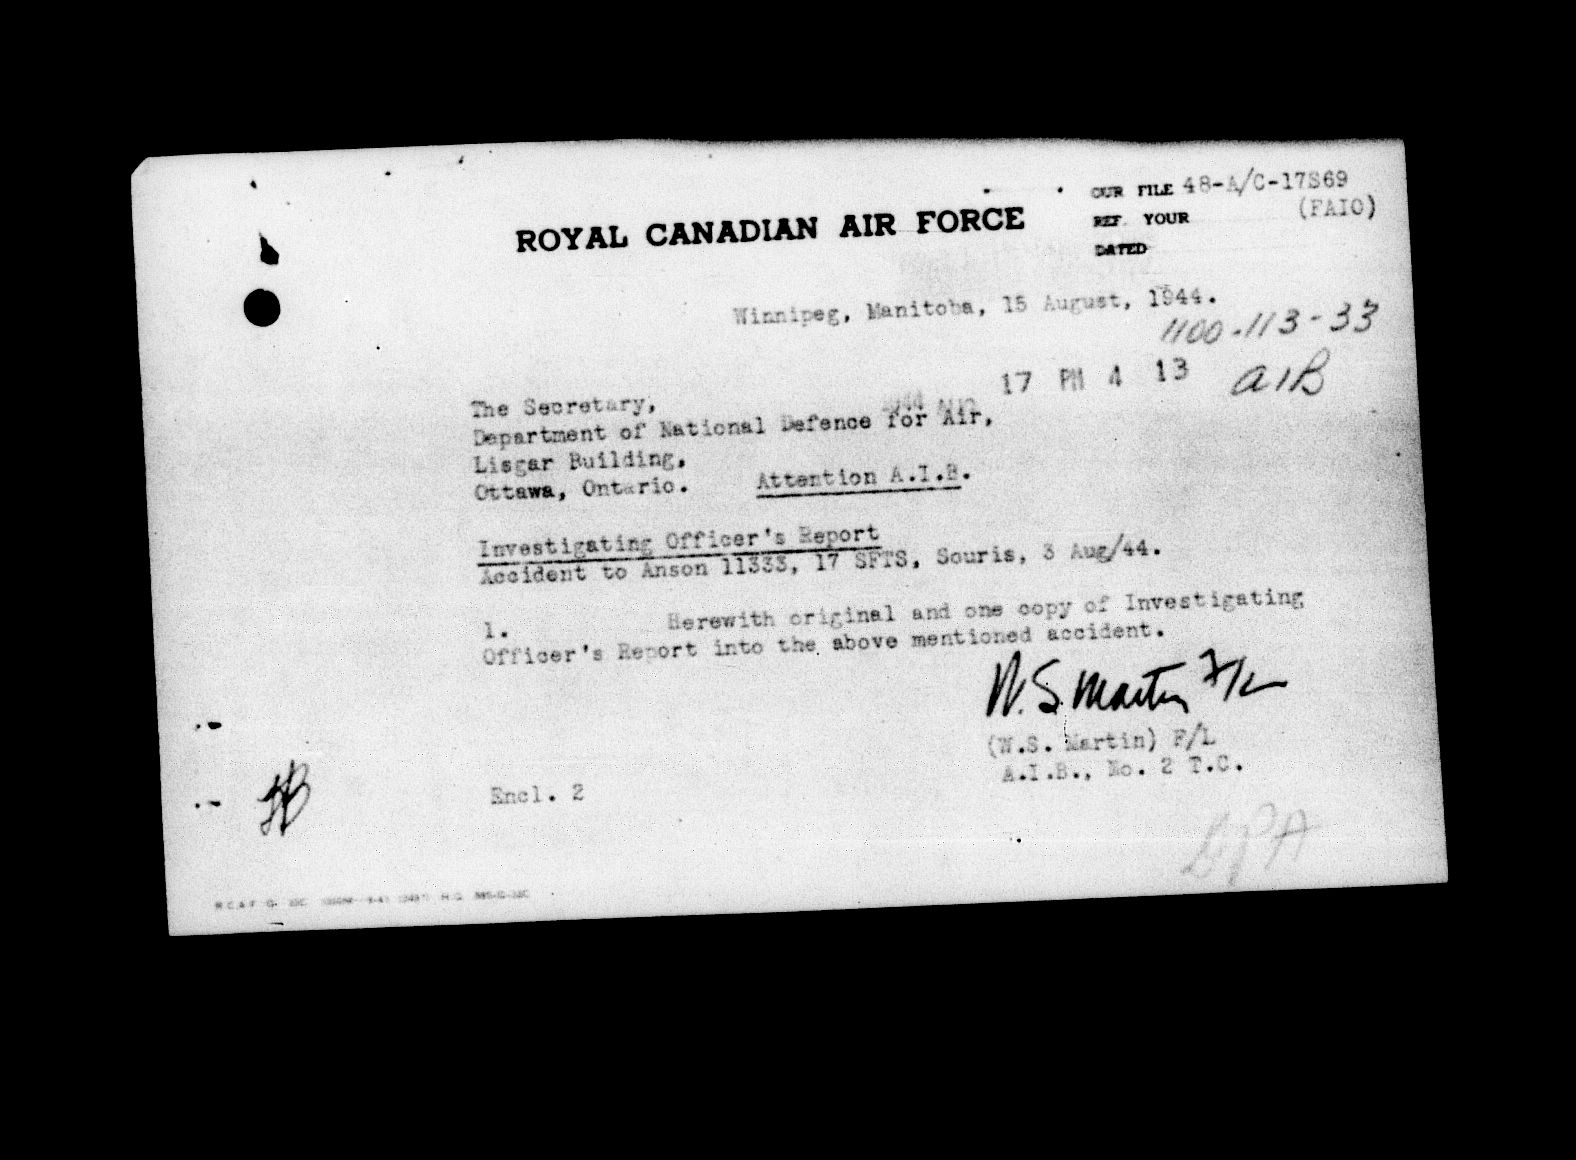 OUR FILE 48-A/C-17S69
ROYAL CANADIAN AIR FORCE
REF. YOUR (FAIO)
DATED
Winnipeg, Manitoba, 15 August, 1944.
1100-113-33
1944 AUG 17 PM 4 13
AIB
The Secretary,
Department of National Defence for Air,
Lisgar Building,
Ottawa, Ontario. Attention A.I.B.
Investigating Officer's Report
Accident to Anson 11333, 17 SFTS, Souris, 3 Aug/44.
1. Herewith original and one copy of Investigating
Officer's Report into the above mentioned accident.
W.S. Martin F/L
(W.S. Martin) F/L
A.I.B., No. 2 T.C.
Encl. 2
R.C.A.F. G.